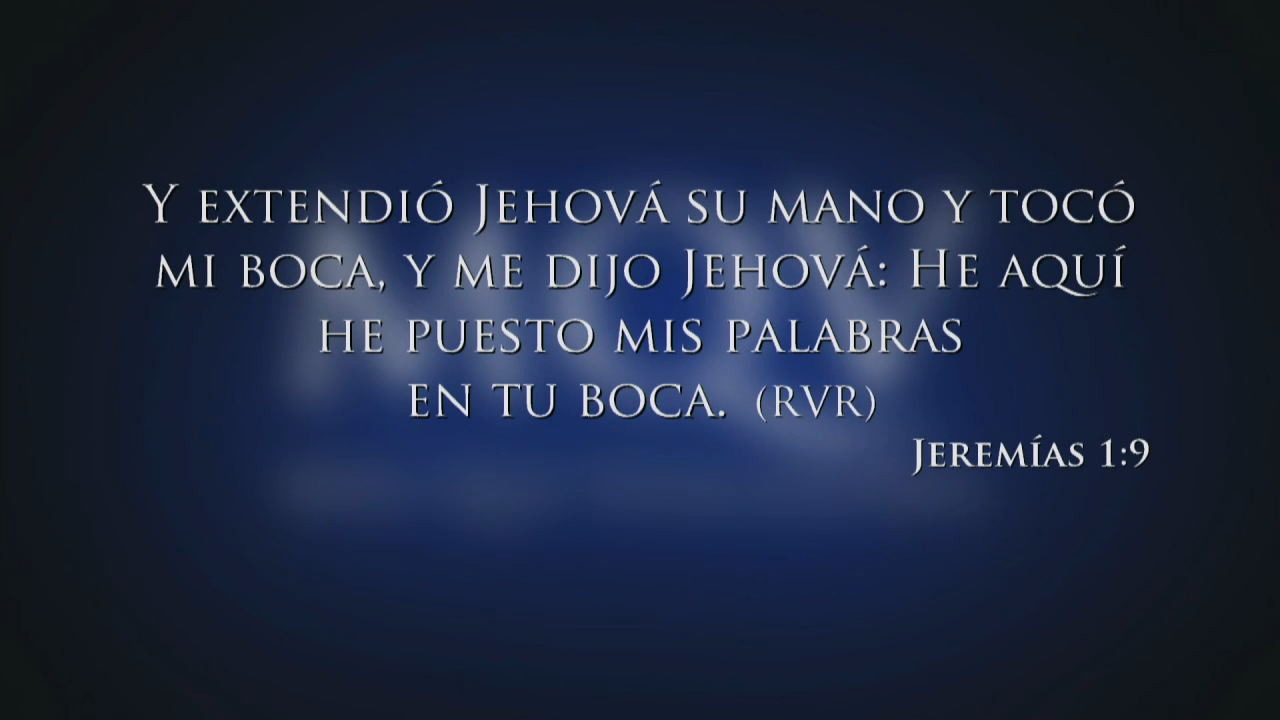 Y extendió Jehová su mano y tocó
mi boca, y me dijo Jehová: He aquí
he puesto mis palabras
en tu boca. (RVR)
Jeremías 1:9